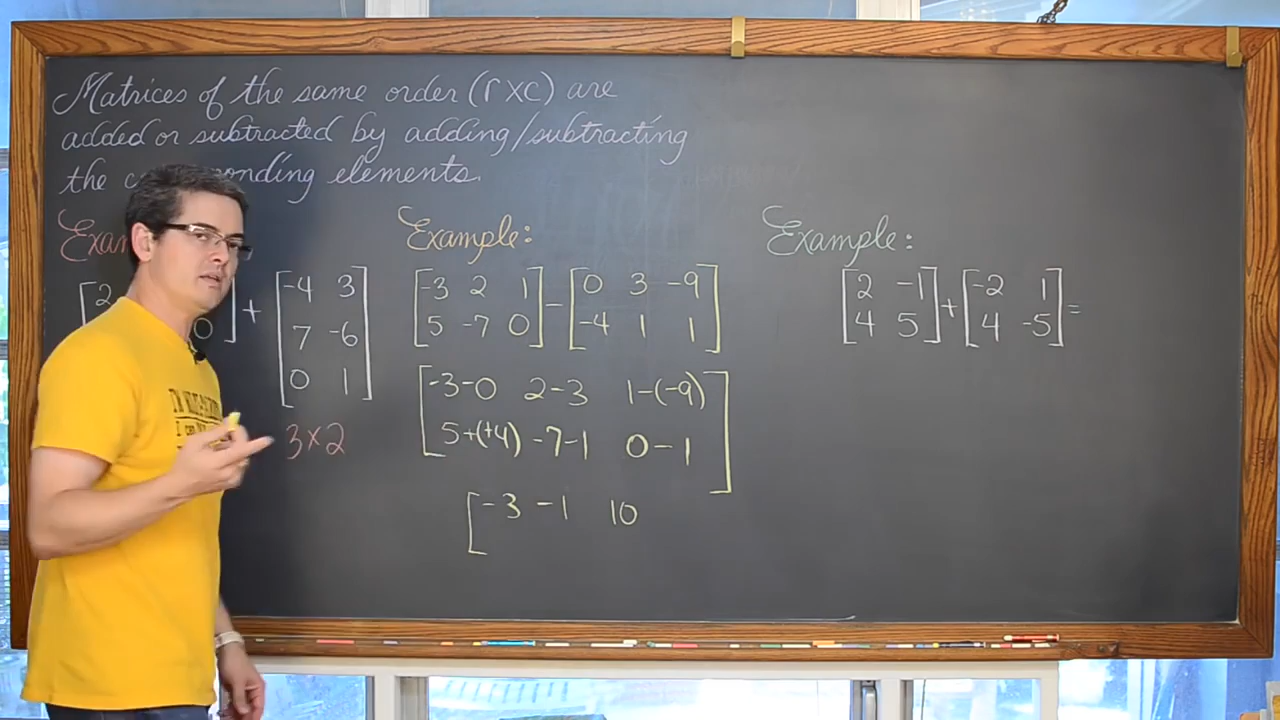 Matrices of the same order (r×c) are
added or subtracted by adding/subtracting
the elements.
Example: Example:
[2 0] + [-4 3
7 -6
0 1]
3×2
[-3 2 1
5 -7 0] - [0 3 -9
-4 1 1]
[-3-0 2-3 1-(-9)
5+(+4) -7-1 0-1]
[-3 -1 10
[2 -1
4 5] + [-2 1
4 -5] =